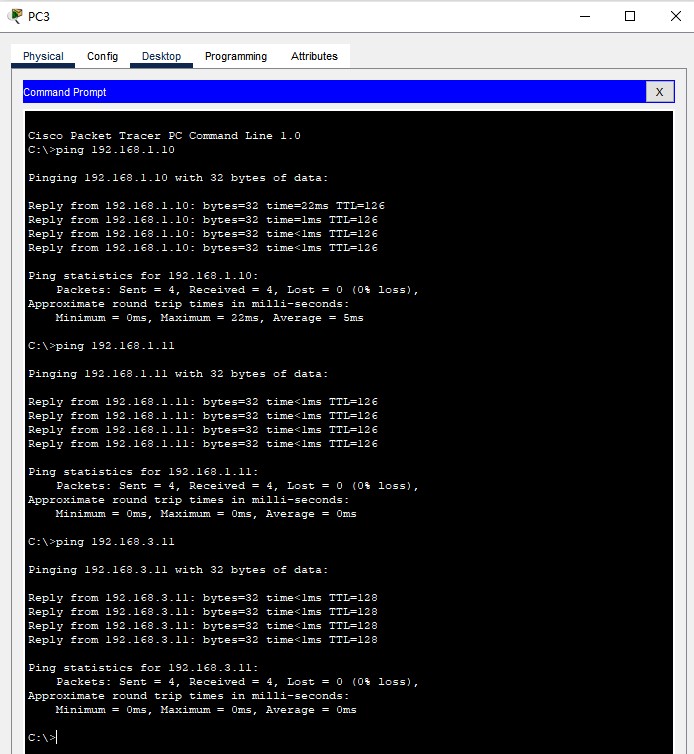 PC3
Physical Config Desktop Programming Attributes
Command Prompt X
Cisco Packet Tracer PC Command Line 1.0
C:\>ping 192.168.1.10
Pinging 192.168.1.10 with 32 bytes of data:
Reply from 192.168.1.10: bytes=32 time=22ms TTL=126
Reply from 192.168.1.10: bytes=32 time=1ms TTL=126
Reply from 192.168.1.10: bytes=32 time<1ms TTL=126
Reply from 192.168.1.10: bytes=32 time<1ms TTL=126
Ping statistics for 192.168.1.10:
Packets: Sent = 4, Received = 4, Lost = 0 (0% loss),
Approximate round trip times in milli-seconds:
Minimum = 0ms, Maximum = 22ms, Average = 5ms
C:\>ping 192.168.1.11
Pinging 192.168.1.11 with 32 bytes of data:
Reply from 192.168.1.11: bytes=32 time<1ms TTL=126
Reply from 192.168.1.11: bytes=32 time<1ms TTL=126
Reply from 192.168.1.11: bytes=32 time<1ms TTL=126
Reply from 192.168.1.11: bytes=32 time<1ms TTL=126
Ping statistics for 192.168.1.11:
Packets: Sent = 4, Received = 4, Lost = 0 (0% loss),
Approximate round trip times in milli-seconds:
Minimum = 0ms, Maximum = 0ms, Average = 0ms
C:\>ping 192.168.3.11
Pinging 192.168.3.11 with 32 bytes of data:
Reply from 192.168.3.11: bytes=32 time<1ms TTL=128
Reply from 192.168.3.11: bytes=32 time<1ms TTL=128
Reply from 192.168.3.11: bytes=32 time<1ms TTL=128
Reply from 192.168.3.11: bytes=32 time<1ms TTL=128
Ping statistics for 192.168.3.11:
Packets: Sent = 4, Received = 4, Lost = 0 (0% loss),
Approximate round trip times in milli-seconds:
Minimum = 0ms, Maximum = 0ms, Average = 0ms
C:\>